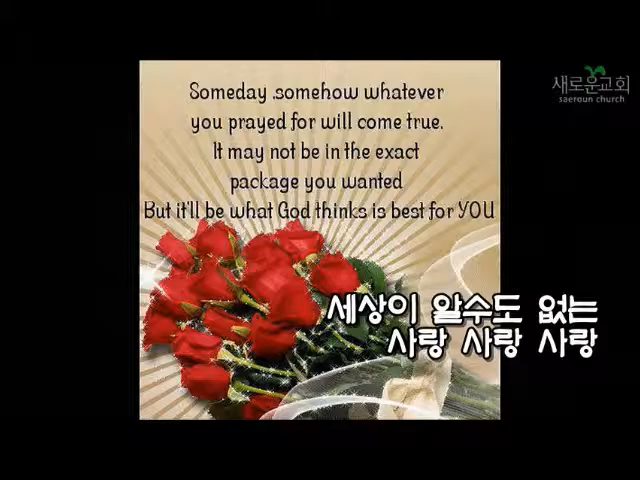 Someday .somehow whatever
you prayed for will come true.
It may not be in the exact
package you wanted
But it'll be what God thinks is best for YOU
새로운교회
saeroun church
세상이 알수도 없는
사랑 사랑 사랑